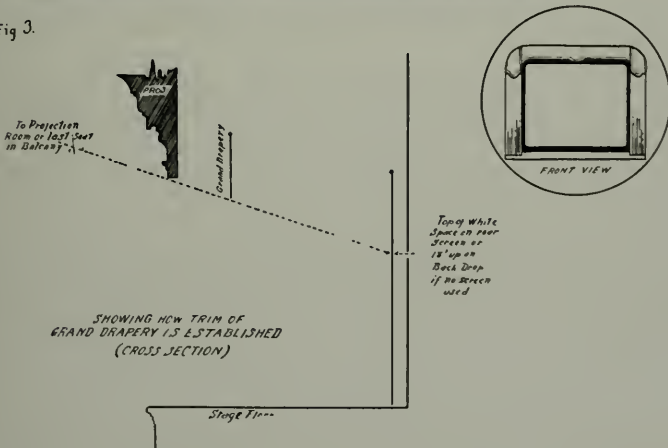 Fig 3.
PROS
To Projection
Room or last Seat
in Balcony
Grand Drapery
FRONT VIEW
Top of White
Space on rear
Screen or
18' up on
Back Drop
if no screen
used
SHOWING HOW TRIM OF
GRAND DRAPERY IS ESTABLISHED
(CROSS SECTION)
Stage Floor